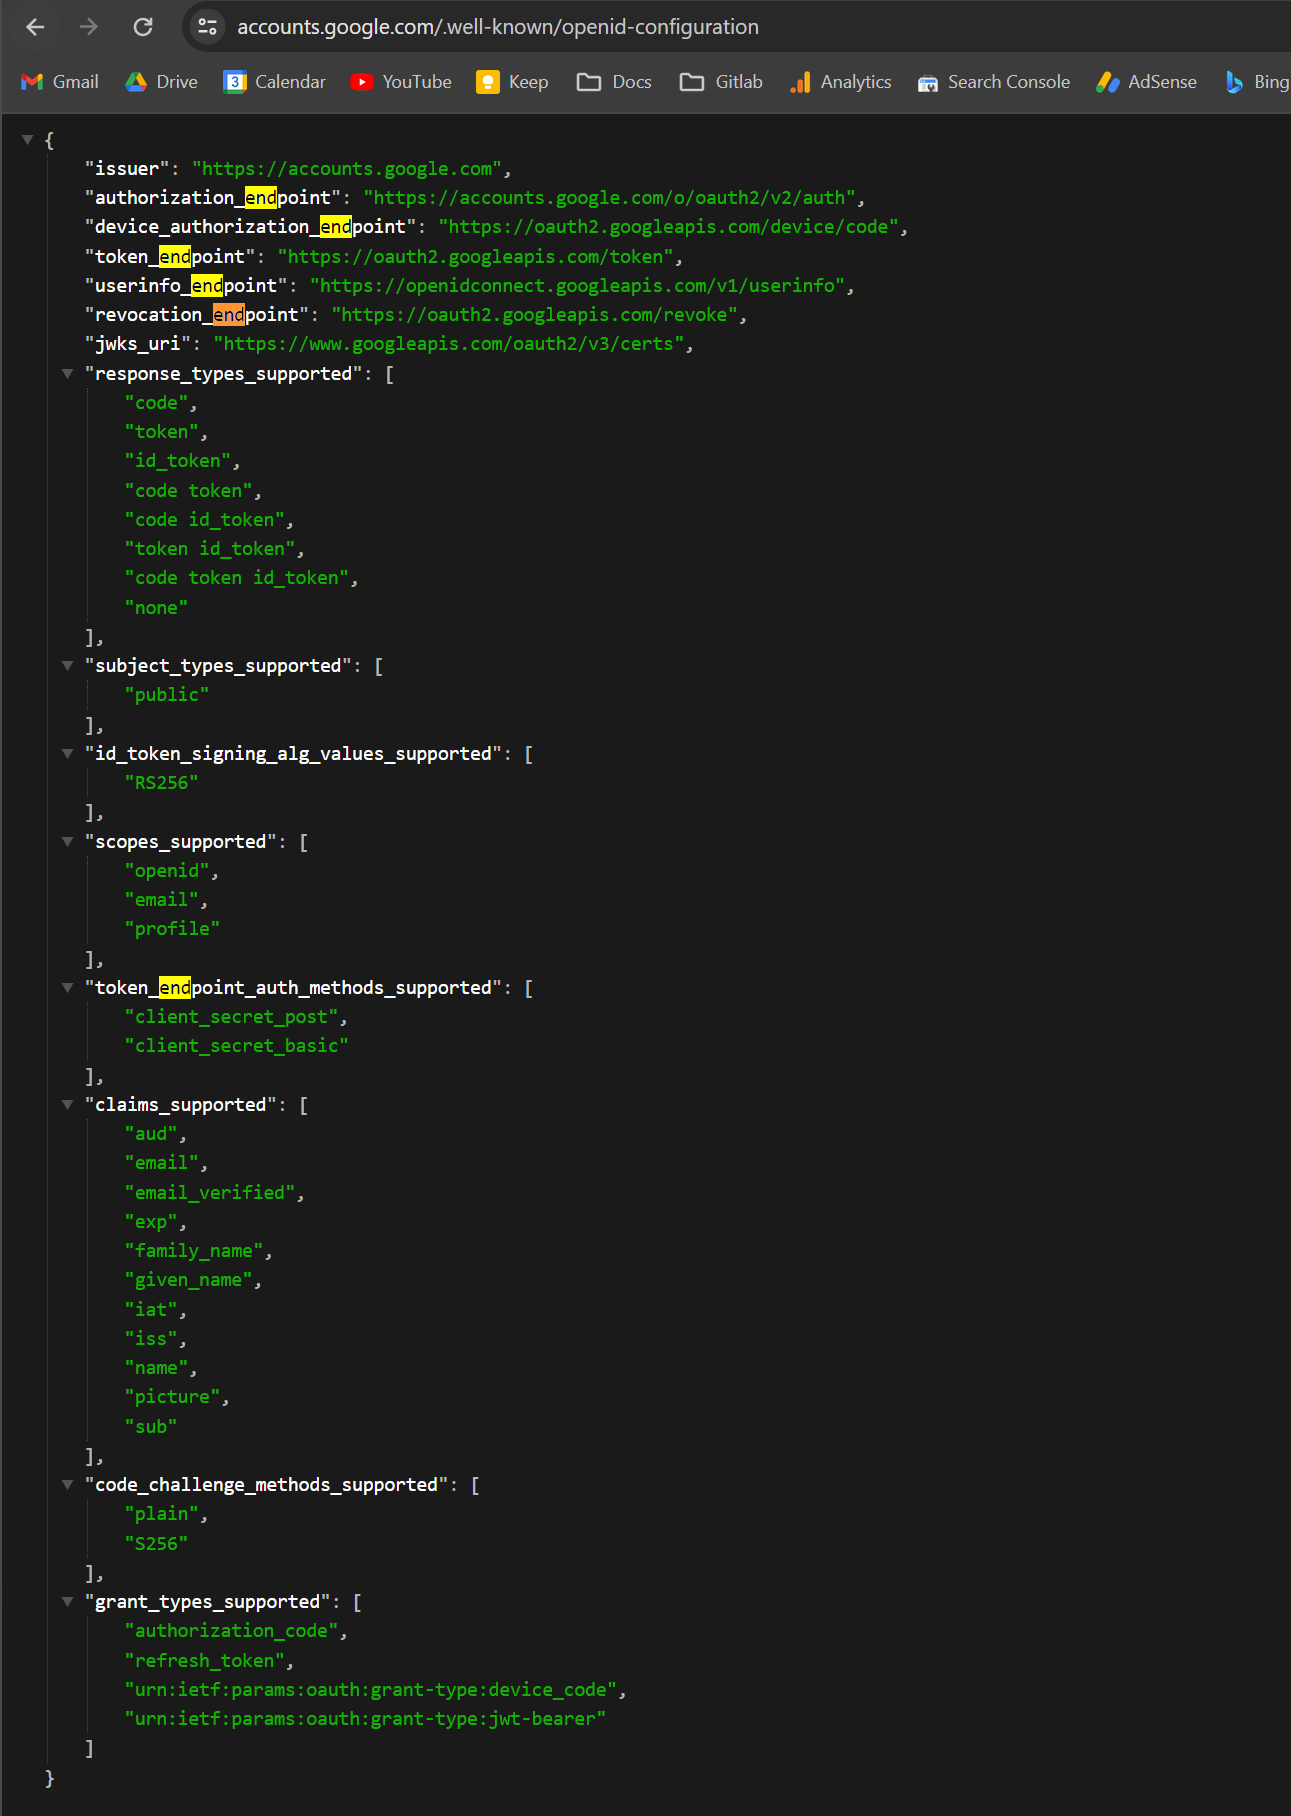 accounts.google.com/.well-known/openid-configuration
Gmail Drive 3 Calendar YouTube Keep Docs Gitlab Analytics Search Console AdSense Bing
{
"issuer": "https://accounts.google.com",
"authorization_endpoint": "https://accounts.google.com/o/oauth2/v2/auth",
"device_authorization_endpoint": "https://oauth2.googleapis.com/device/code",
"token_endpoint": "https://oauth2.googleapis.com/token",
"userinfo_endpoint": "https://openidconnect.googleapis.com/v1/userinfo",
"revocation_endpoint": "https://oauth2.googleapis.com/revoke",
"jwks_uri": "https://www.googleapis.com/oauth2/v3/certs",
"response_types_supported": [
"code",
"token",
"id_token",
"code token",
"code id_token",
"token id_token",
"code token id_token",
"none"
],
"subject_types_supported": [
"public"
],
"id_token_signing_alg_values_supported": [
"RS256"
],
"scopes_supported": [
"openid",
"email",
"profile"
],
"token_endpoint_auth_methods_supported": [
"client_secret_post",
"client_secret_basic"
],
"claims_supported": [
"aud",
"email",
"email_verified",
"exp",
"family_name",
"given_name",
"iat",
"iss",
"name",
"picture",
"sub"
],
"code_challenge_methods_supported": [
"plain",
"S256"
],
"grant_types_supported": [
"authorization_code",
"refresh_token",
"urn:ietf:params:oauth:grant-type:device_code",
"urn:ietf:params:oauth:grant-type:jwt-bearer"
]
}